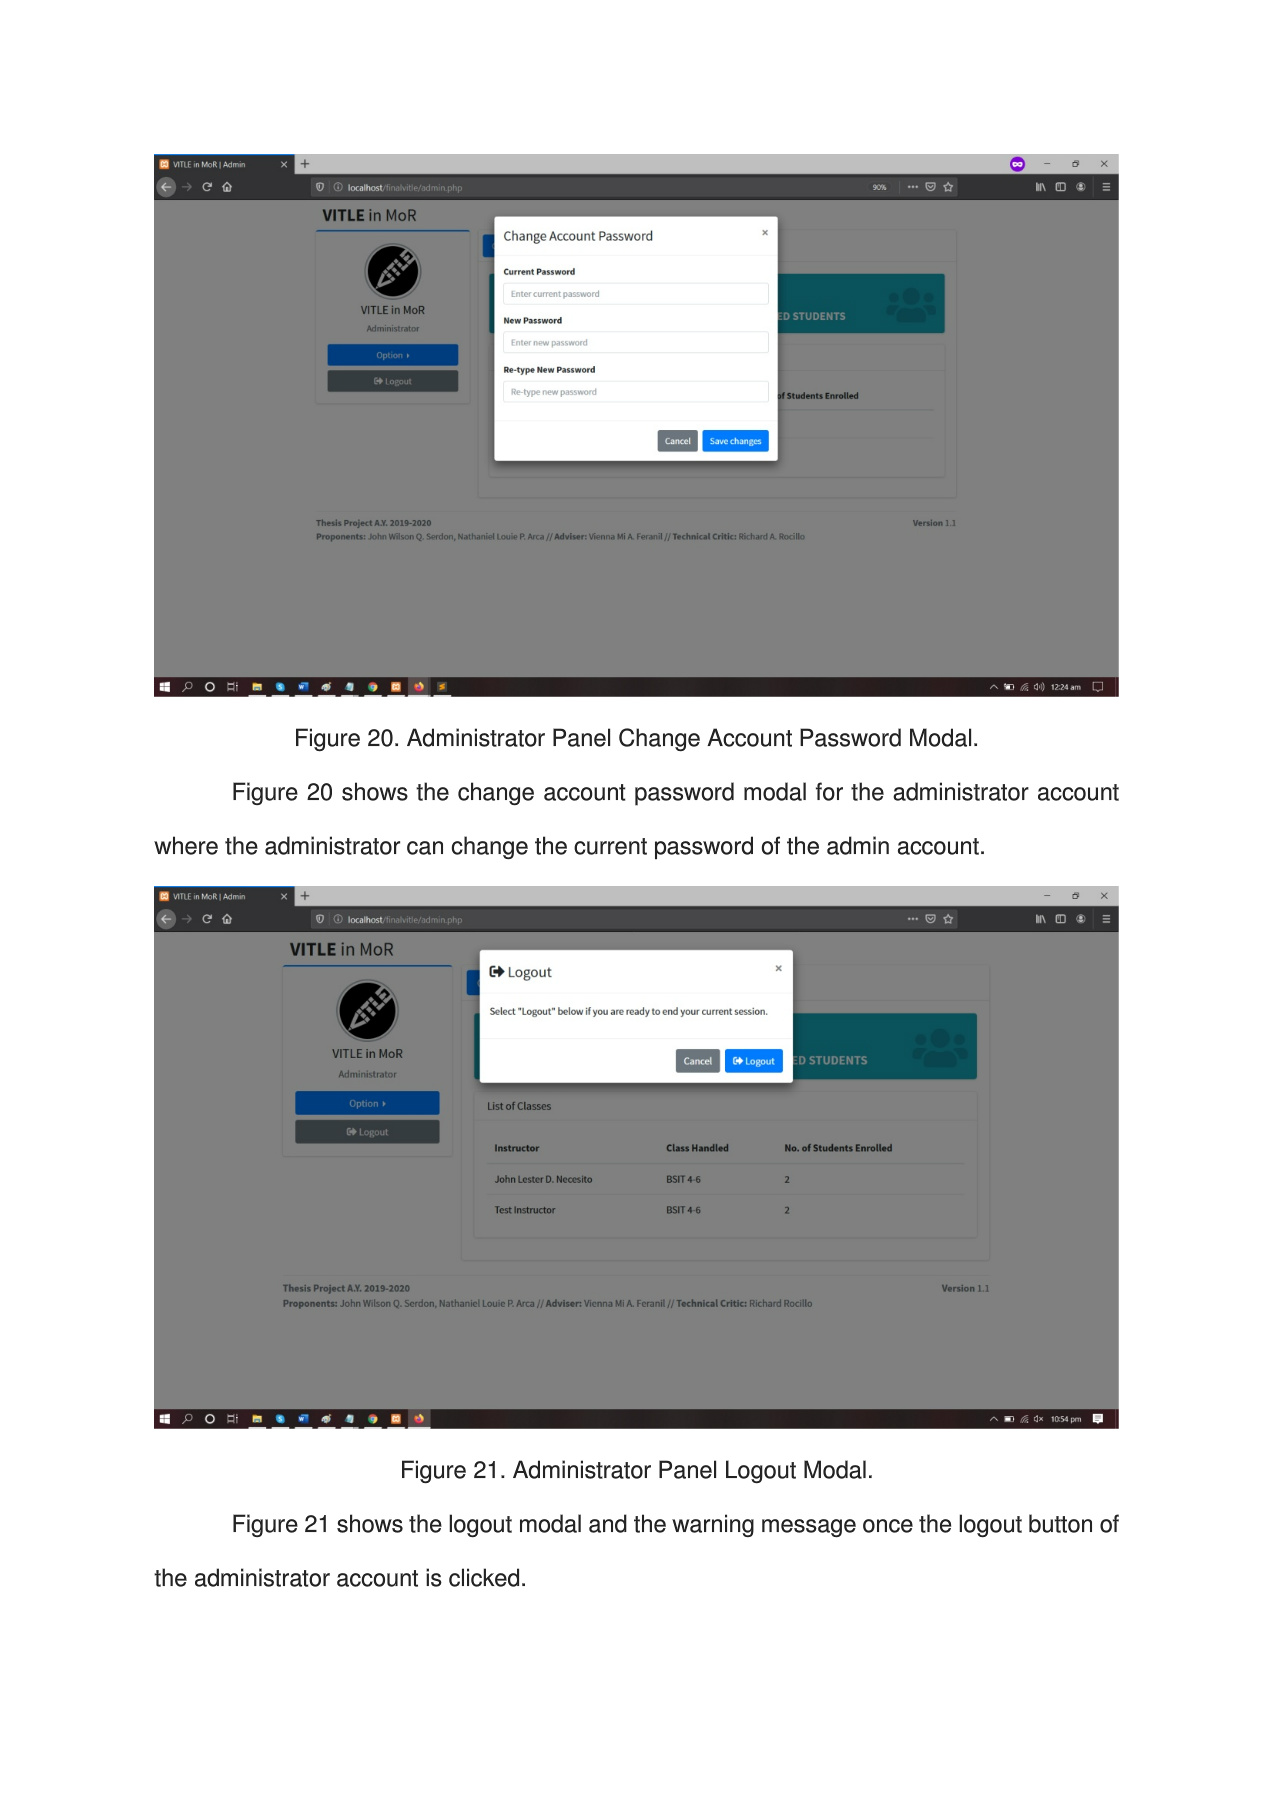 VITLE in MoR | Admin
localhost/finalvitle/admin.php
90%
VITLE in MoR
VITLE in MoR
Administrator
Option
Logout
Change Account Password
×
Current Password
Enter current password
New Password
Enter new password
Re-type New Password
Re-type new password
Cancel
Save changes
ED STUDENTS
of Students Enrolled
Thesis Project A.Y. 2019-2020
Version 1.1
Proponents: John Wilson Q. Serdon, Nathaniel Louie P. Arca // Adviser: Vienna Mi A. Feranil // Technical Critic: Richard A. Rocillo
12:24 am
Figure 20. Administrator Panel Change Account Password Modal.
Figure 20 shows the change account password modal for the administrator account
where the administrator can change the current password of the admin account.
VITLE in MoR | Admin
localhost/finalvitle/admin.php
VITLE in MoR
VITLE in MoR
Administrator
Option
Logout
Logout
×
Select "Logout" below if you are ready to end your current session.
Cancel
Logout
ED STUDENTS
List of Classes
Instructor Class Handled No. of Students Enrolled
John Lester D. Necesito BSIT 4-6 2
Test Instructor BSIT 4-6 2
Thesis Project A.Y. 2019-2020
Version 1.1
Proponents: John Wilson Q. Serdon, Nathaniel Louie P. Arca // Adviser: Vienna Mi A. Feranil // Technical Critic: Richard Rocillo
10:54 pm
Figure 21. Administrator Panel Logout Modal.
Figure 21 shows the logout modal and the warning message once the logout button of
the administrator account is clicked.